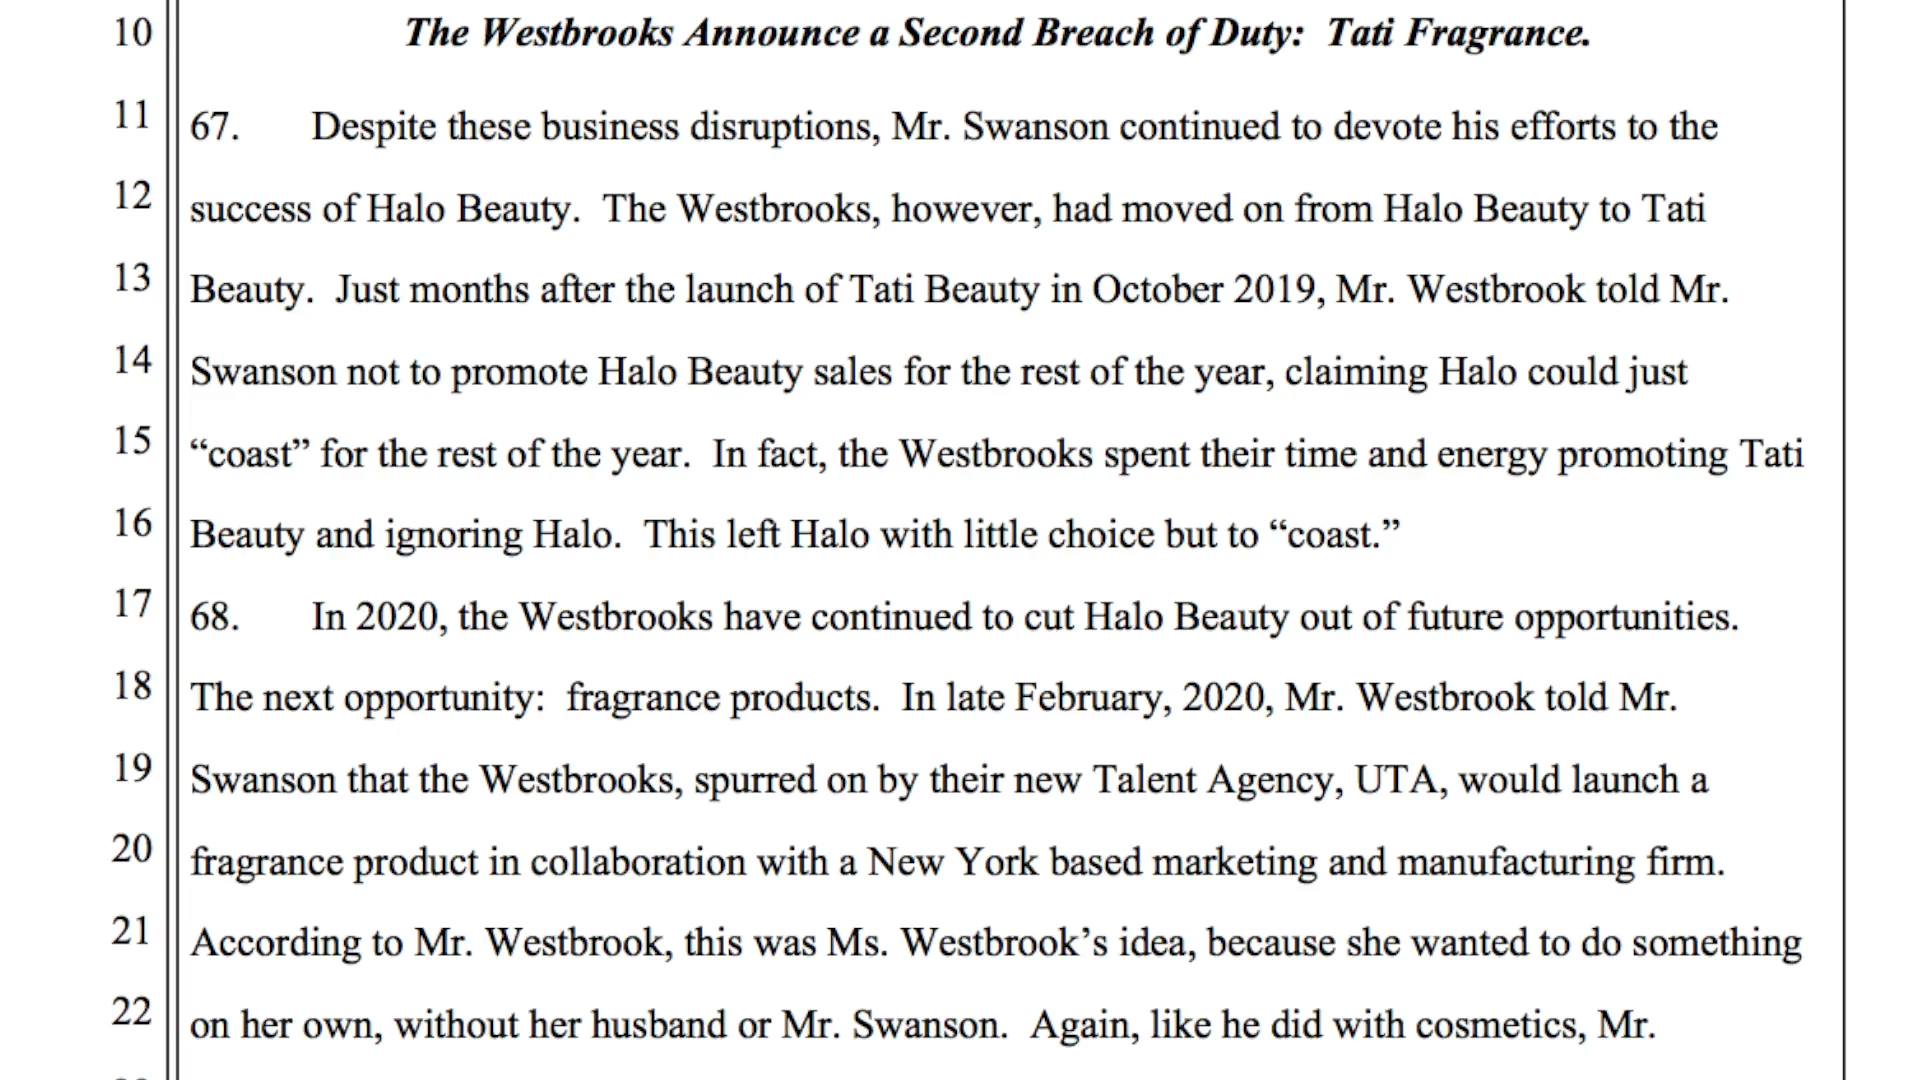 10 The Westbrooks Announce a Second Breach of Duty:  Tati Fragrance.
11 67. Despite these business disruptions, Mr. Swanson continued to devote his efforts to the
12 success of Halo Beauty.  The Westbrooks, however, had moved on from Halo Beauty to Tati
13 Beauty.  Just months after the launch of Tati Beauty in October 2019, Mr. Westbrook told Mr.
14 Swanson not to promote Halo Beauty sales for the rest of the year, claiming Halo could just
15 “coast” for the rest of the year.  In fact, the Westbrooks spent their time and energy promoting Tati
16 Beauty and ignoring Halo.  This left Halo with little choice but to “coast.”
17 68. In 2020, the Westbrooks have continued to cut Halo Beauty out of future opportunities.
18 The next opportunity:  fragrance products.  In late February, 2020, Mr. Westbrook told Mr.
19 Swanson that the Westbrooks, spurred on by their new Talent Agency, UTA, would launch a
20 fragrance product in collaboration with a New York based marketing and manufacturing firm.
21 According to Mr. Westbrook, this was Ms. Westbrook’s idea, because she wanted to do something
22 on her own, without her husband or Mr. Swanson.  Again, like he did with cosmetics, Mr.